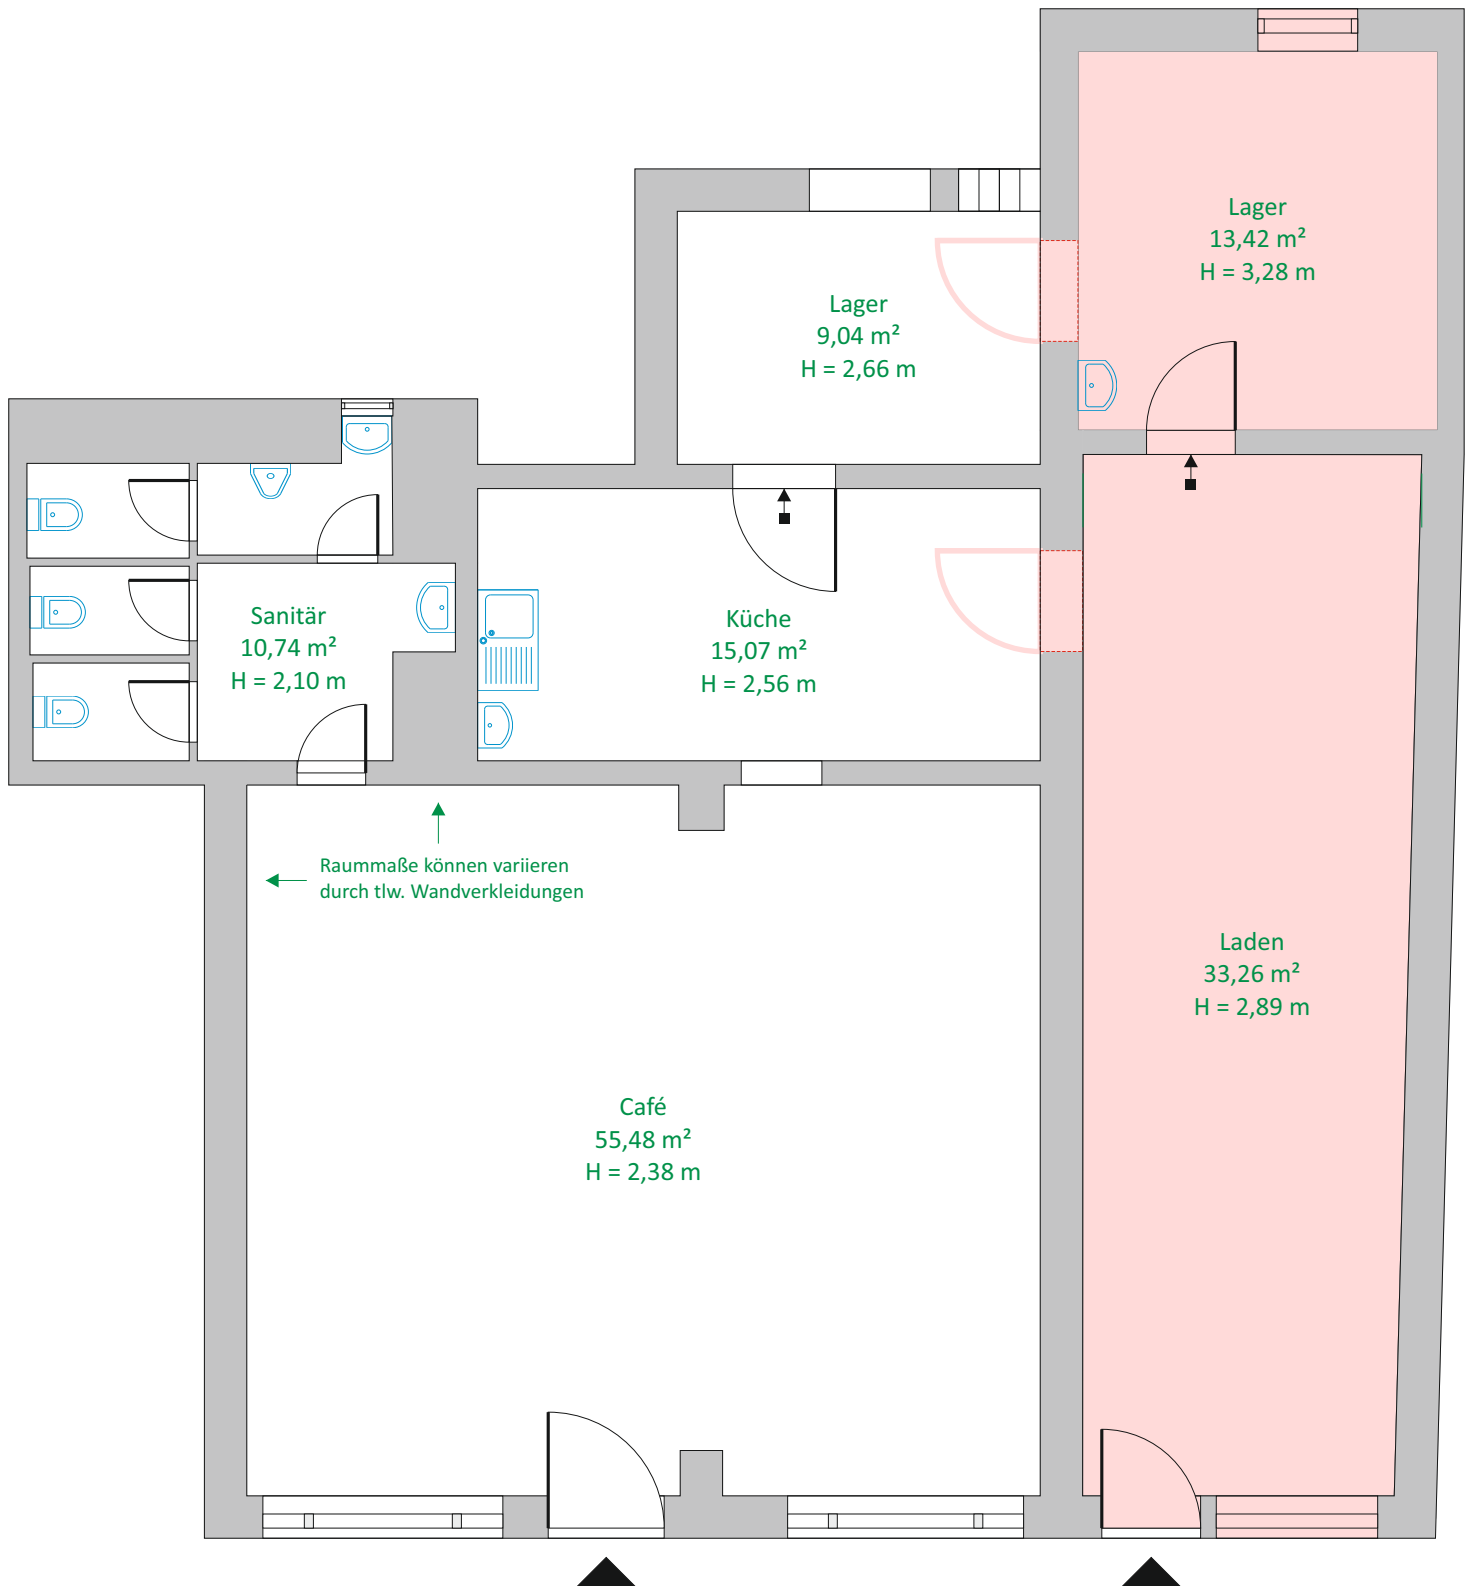 Lager
13,42 m²
H = 3,28 m
Lager
9,04 m²
H = 2,66 m
Sanitär
10,74 m²
H = 2,10 m
Küche
15,07 m²
H = 2,56 m
Raummaße können variieren
durch tlw. Wandverkleidungen
Laden
33,26 m²
H = 2,89 m
Café
55,48 m²
H = 2,38 m